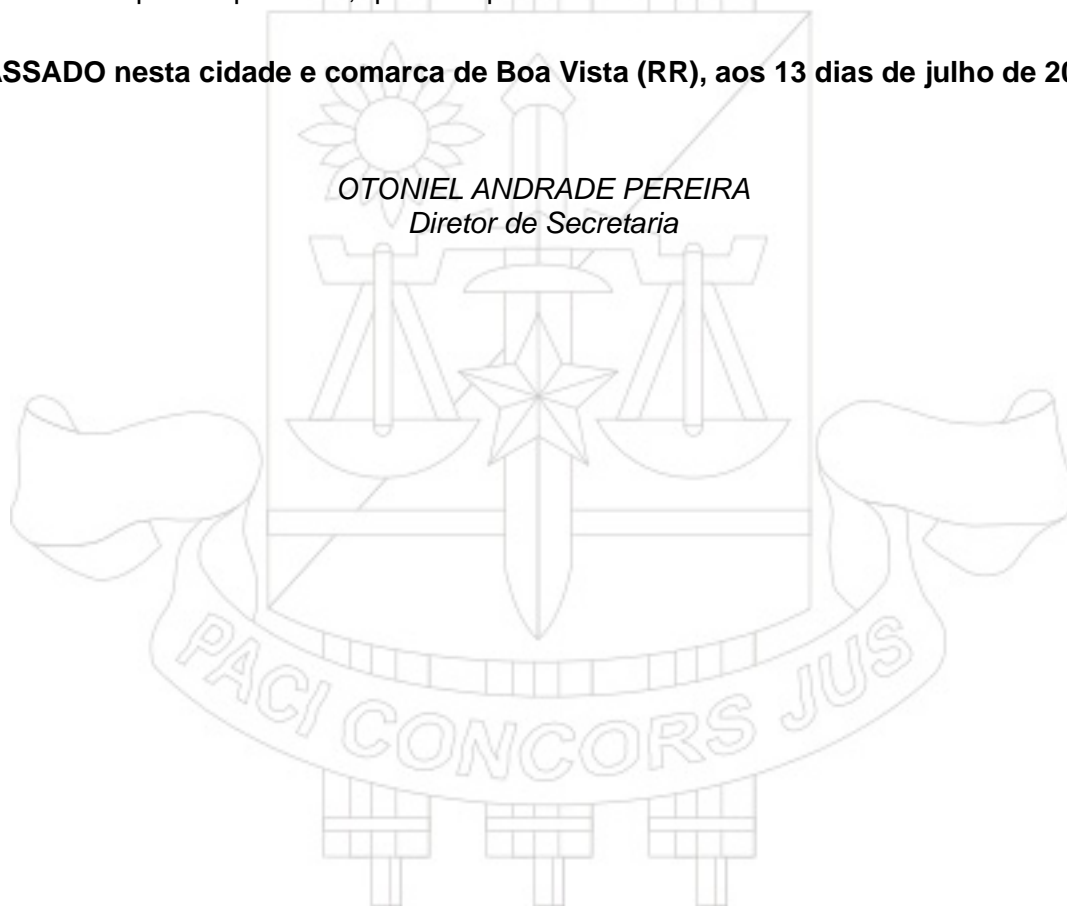 ASSADO nesta cidade e comarca de Boa Vista (RR), aos 13 dias de julho de 20
OTONIEL ANDRADE PEREIRA
Diretor de Secretaria
PACI CONCORS JUS